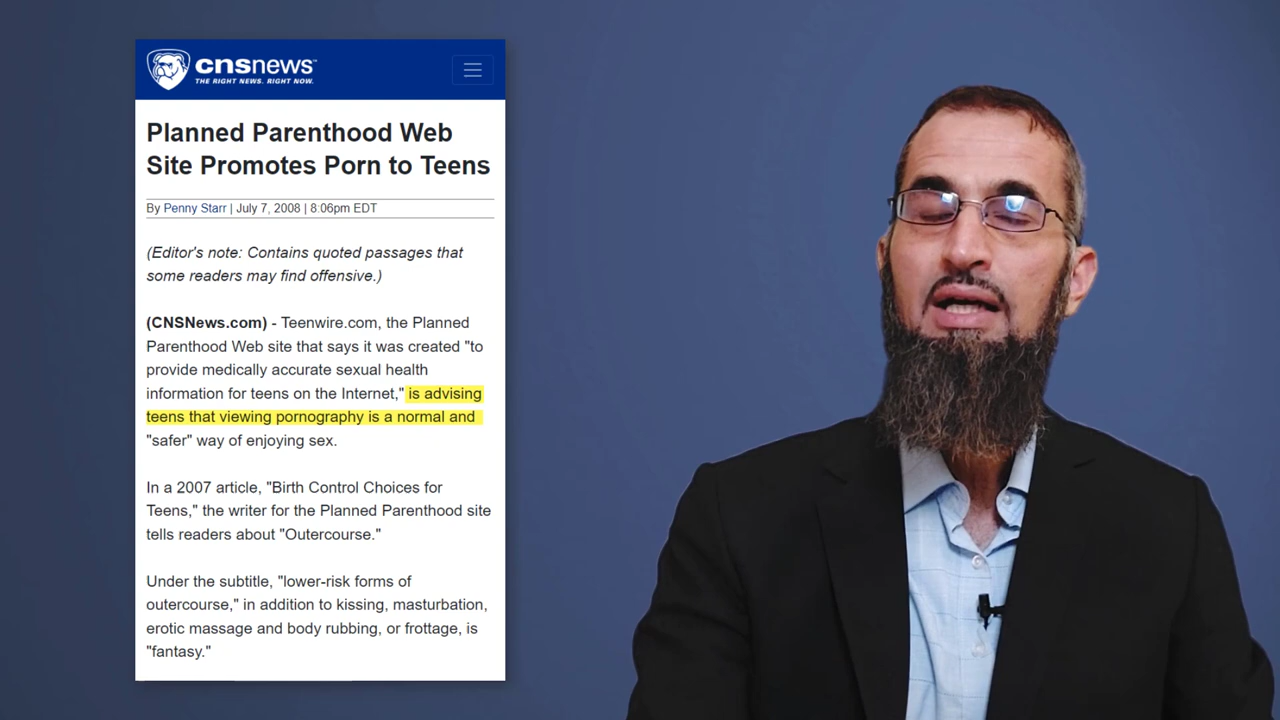 cnsnews™
THE RIGHT NEWS. RIGHT NOW.
Planned Parenthood Web
Site Promotes Porn to Teens
By Penny Starr | July 7, 2008 | 8:06pm EDT
(Editor's note: Contains quoted passages that
some readers may find offensive.)
(CNSNews.com) - Teenwire.com, the Planned
Parenthood Web site that says it was created "to
provide medically accurate sexual health
information for teens on the Internet," is advising
teens that viewing pornography is a normal and
"safer" way of enjoying sex.
In a 2007 article, "Birth Control Choices for
Teens," the writer for the Planned Parenthood site
tells readers about "Outercourse."
Under the subtitle, "lower-risk forms of
outercourse," in addition to kissing, masturbation,
erotic massage and body rubbing, or frottage, is
"fantasy."